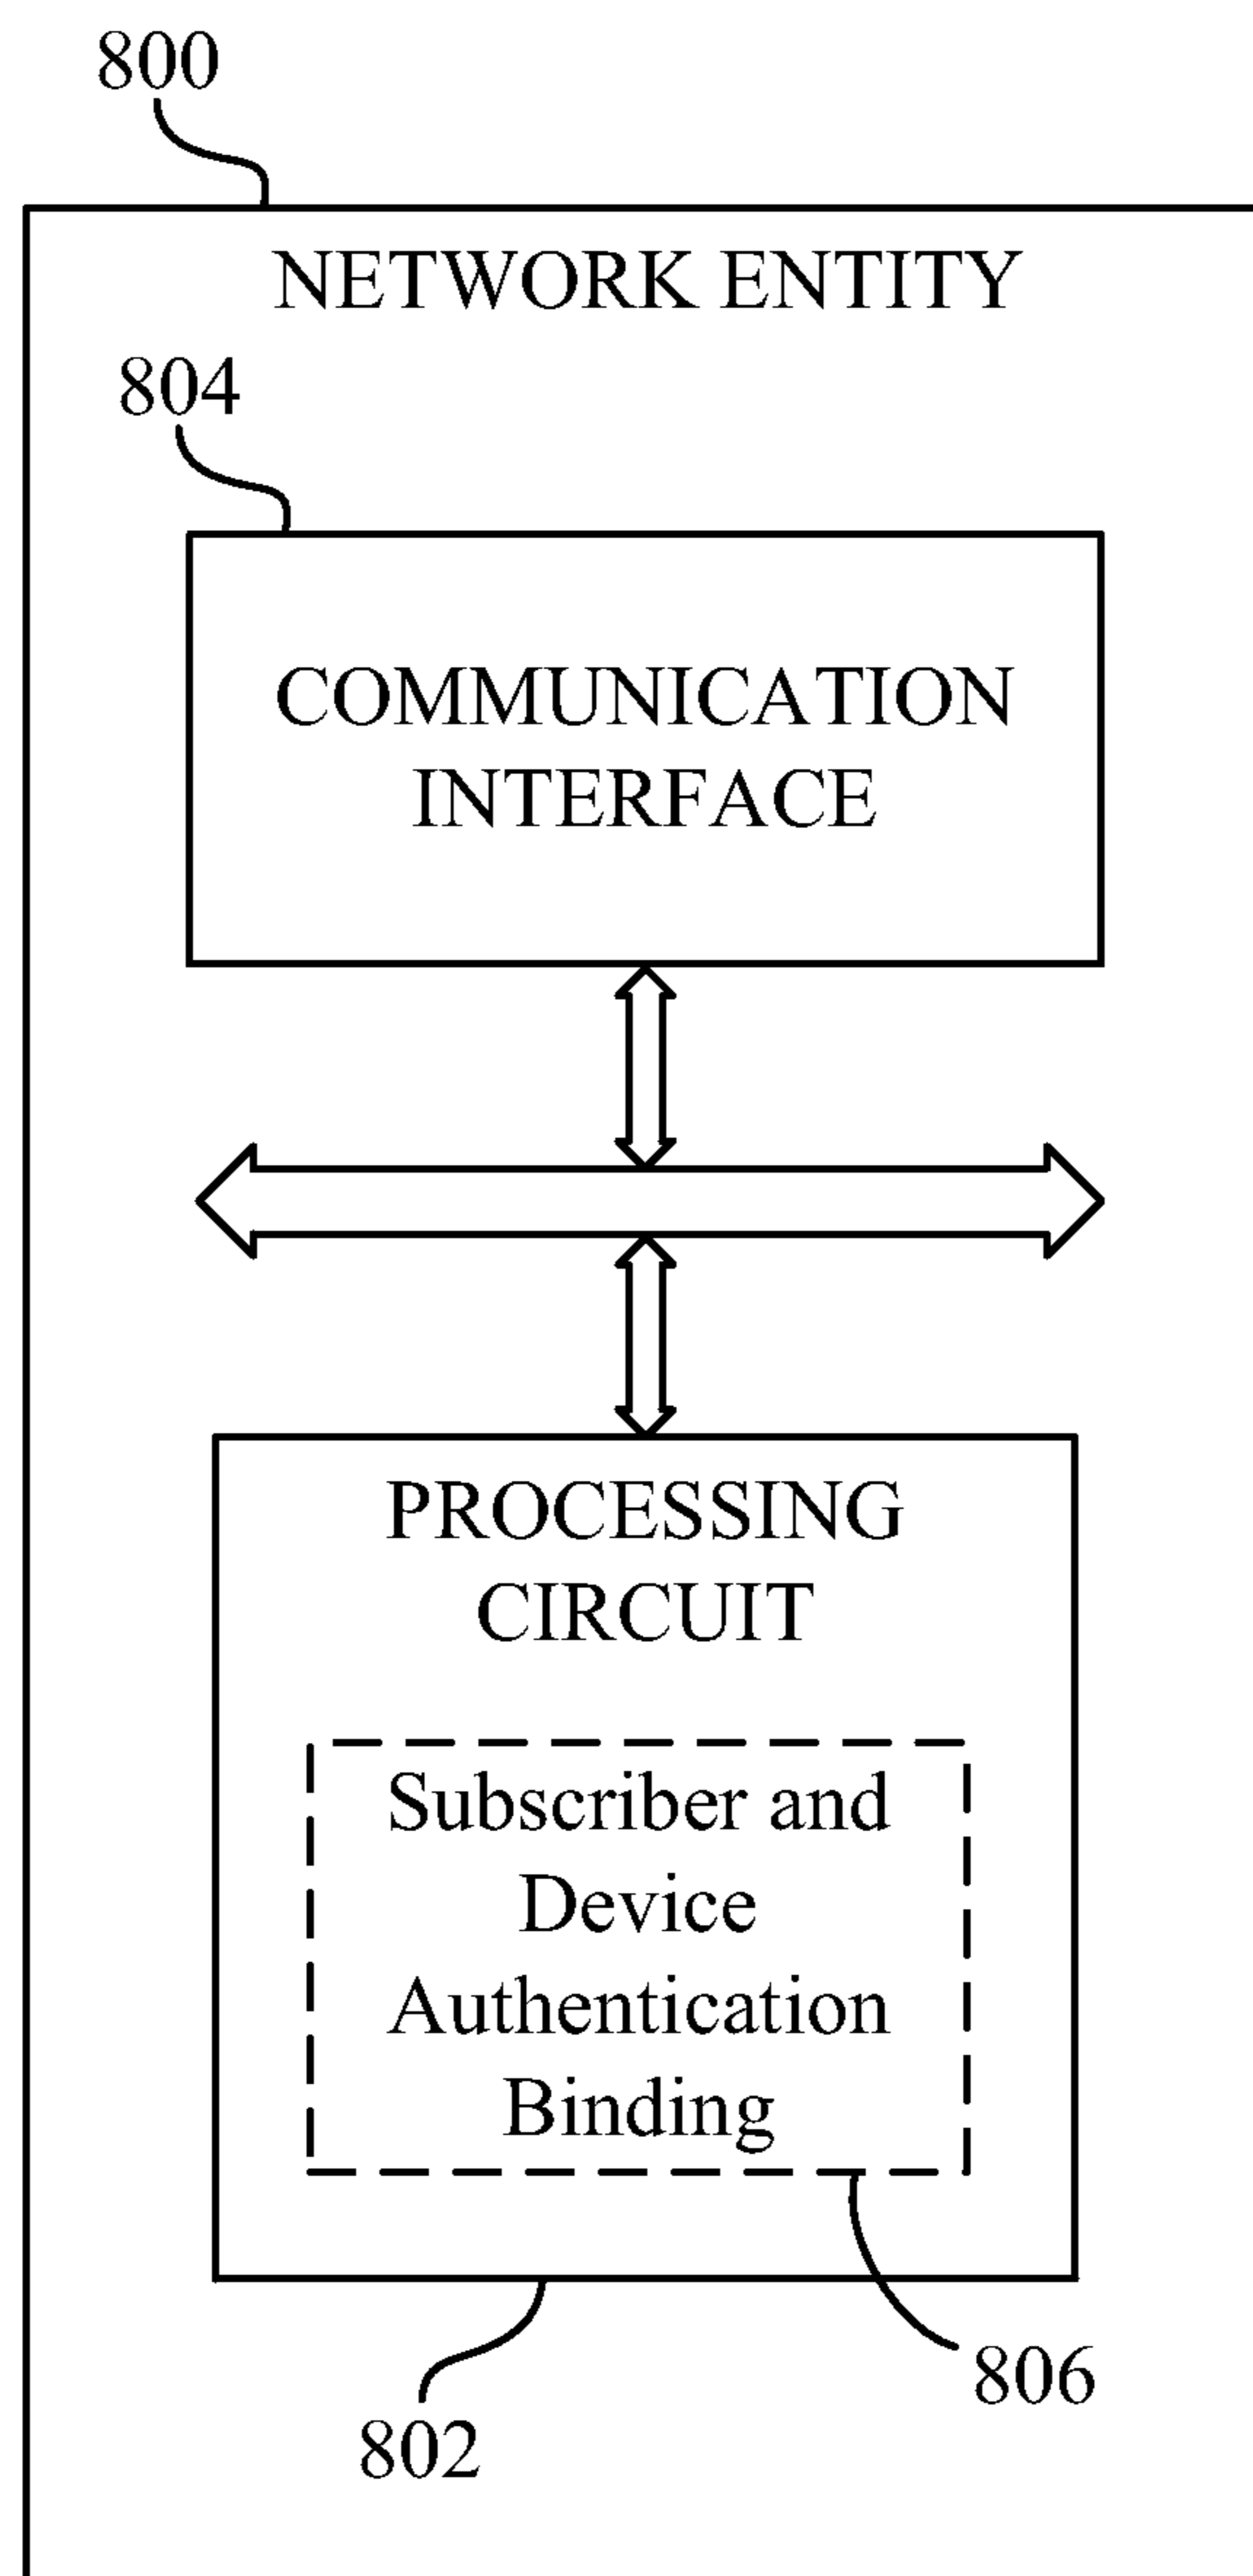 800
NETWORK ENTITY
804
COMMUNICATION
INTERFACE
PROCESSING
CIRCUIT
Subscriber and
Device
Authentication
Binding
806
802